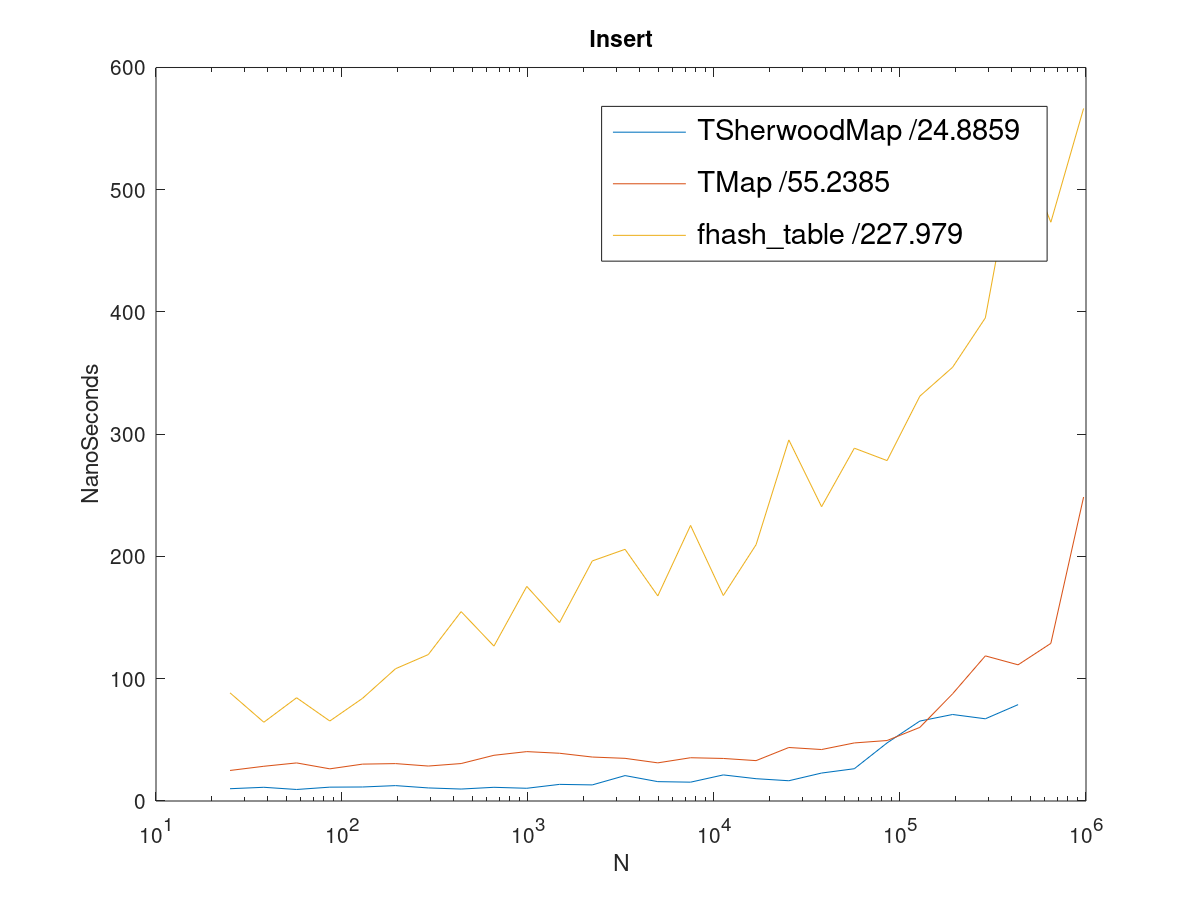 Insert
600
500
400
300
200
100
0
NanoSeconds
TSherwoodMap /24.8859
TMap /55.2385
fhash_table /227.979
10^1 10^2 10^3 10^4 10^5 10^6
N